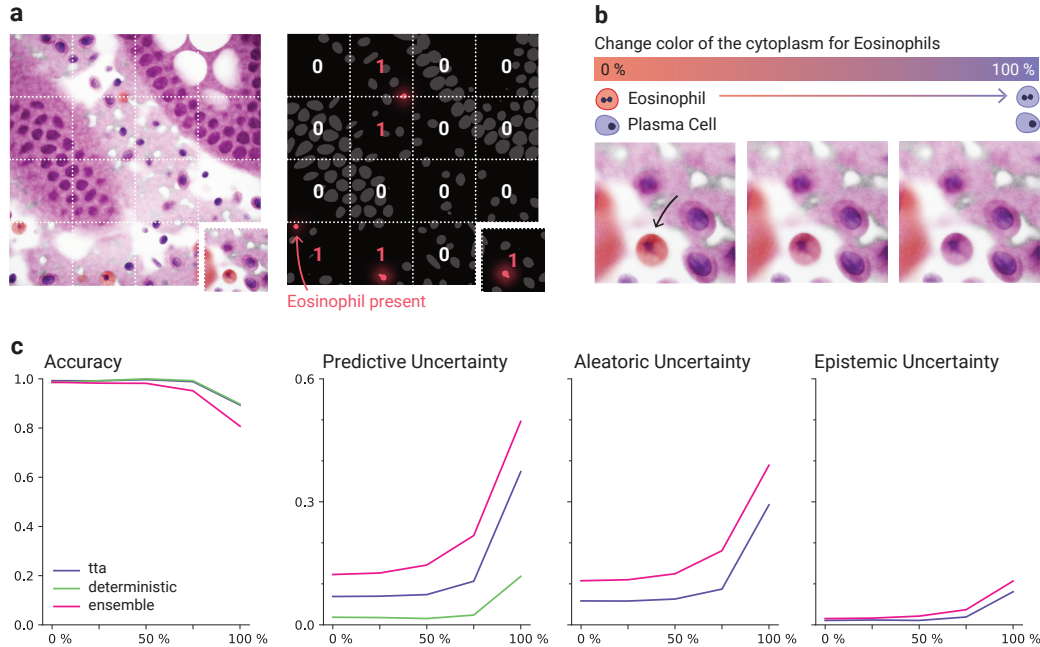 a
0 1 0 0
0 1 0 0
0 0 0 0
1 1 0 1
Eosinophil present
b
Change color of the cytoplasm for Eosinophils
0 % 100 %
Eosinophil
Plasma Cell
c
Accuracy
1.0
0.8
0.6
0.4
0.2
0.0
tta
deterministic
ensemble
0 % 50 % 100 %
Predictive Uncertainty
0.6
0.3
0.0
0 % 50 % 100 %
Aleatoric Uncertainty
0 % 50 % 100 %
Epistemic Uncertainty
0 % 50 % 100 %